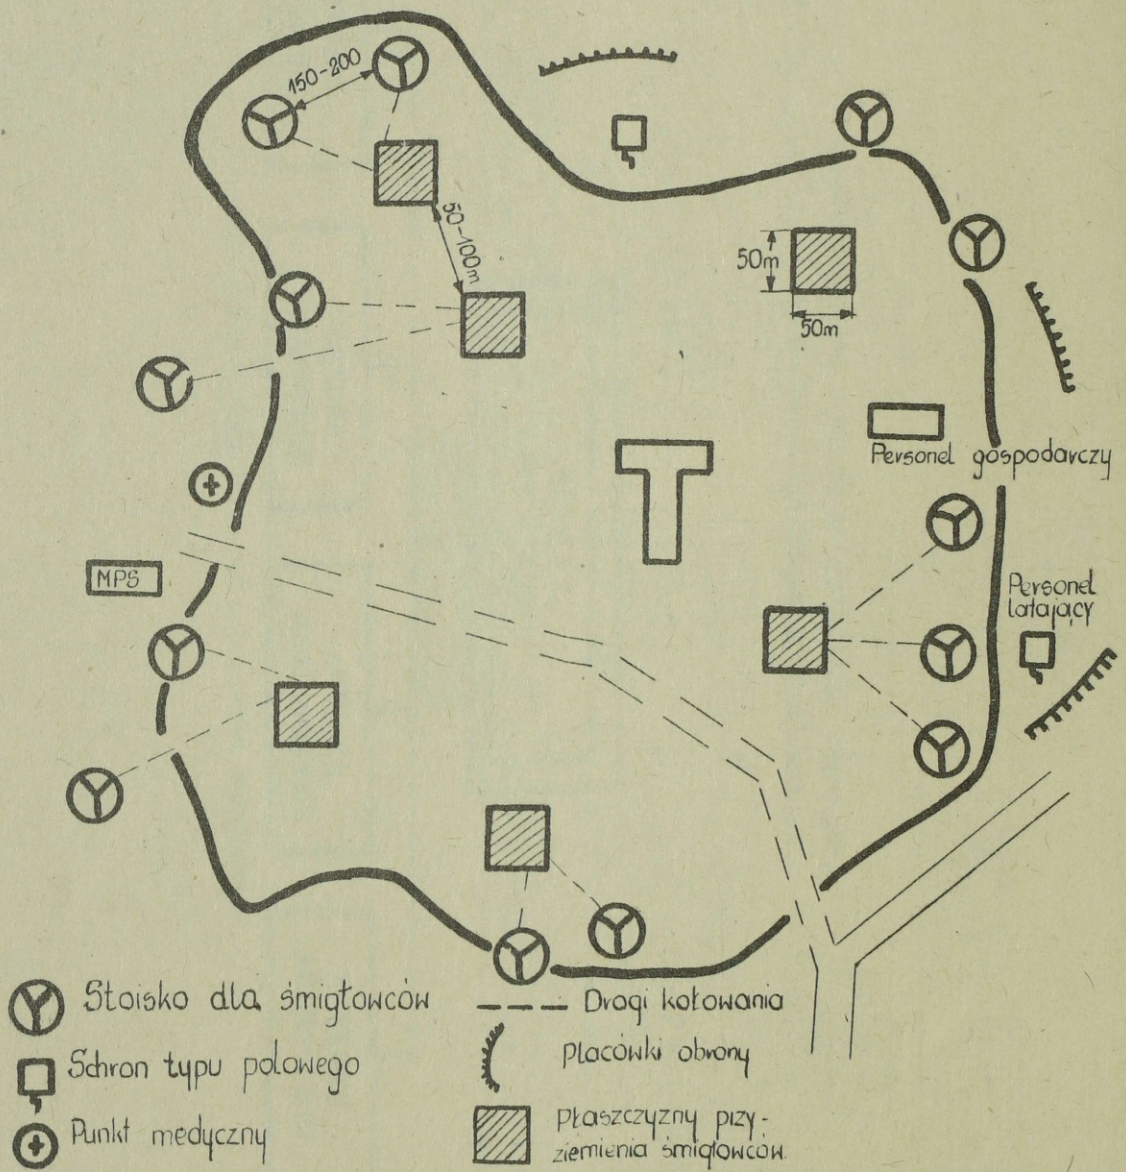 150-200
50-100m
50m
50m
Personel gospodarczy
MPS
Personel
latający
Stoisko dla śmigłowców
Drogi kołowania
Schron typu polowego
Placówki obrony
Punkt medyczny
Płaszczyzny przy-
ziemienia śmigłowców